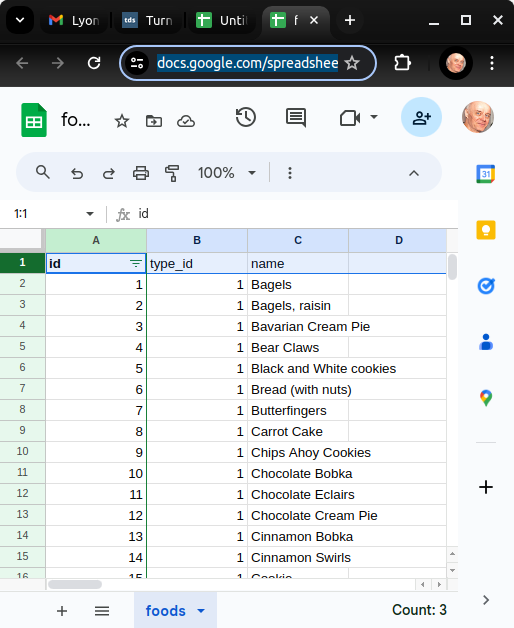 Lyon
tds Turn
Unti
f
docs.google.com/spreadshee
fo...
100%
31
1:1
fx id
A B C D
1 id type_id name
2 1 1 Bagels
3 2 1 Bagels, raisin
4 3 1 Bavarian Cream Pie
5 4 1 Bear Claws
6 5 1 Black and White cookies
7 6 1 Bread (with nuts)
8 7 1 Butterfingers
9 8 1 Carrot Cake
10 9 1 Chips Ahoy Cookies
11 10 1 Chocolate Bobka
12 11 1 Chocolate Eclairs
13 12 1 Chocolate Cream Pie
14 13 1 Cinnamon Bobka
15 14 1 Cinnamon Swirls
16 15 1 Cookie
foods
Count: 3